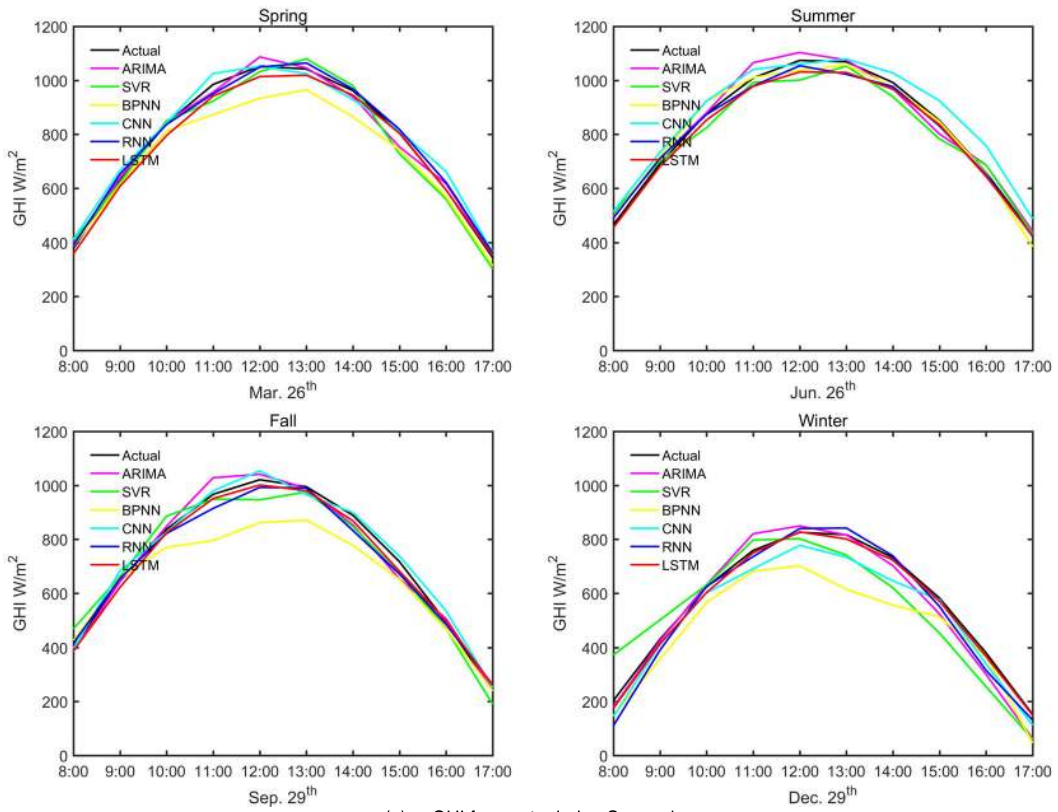 Spring
1200
1000
800
600
400
200
0
GHI W/m²
Actual
ARIMA
SVR
BPNN
CNN
RNN
LSTM
8:00 9:00 10:00 11:00 12:00 13:00 14:00 15:00 16:00 17:00
Mar. 26th
Summer
1200
1000
800
600
400
200
0
GHI W/m²
Actual
ARIMA
SVR
BPNN
CNN
RNN
LSTM
8:00 9:00 10:00 11:00 12:00 13:00 14:00 15:00 16:00 17:00
Jun. 26th
Fall
1200
1000
800
600
400
200
0
GHI W/m²
Actual
ARIMA
SVR
BPNN
CNN
RNN
LSTM
8:00 9:00 10:00 11:00 12:00 13:00 14:00 15:00 16:00 17:00
Sep. 29th
Winter
1200
1000
800
600
400
200
0
GHI W/m²
Actual
ARIMA
SVR
BPNN
CNN
RNN
LSTM
8:00 9:00 10:00 11:00 12:00 13:00 14:00 15:00 16:00 17:00
Dec. 29th